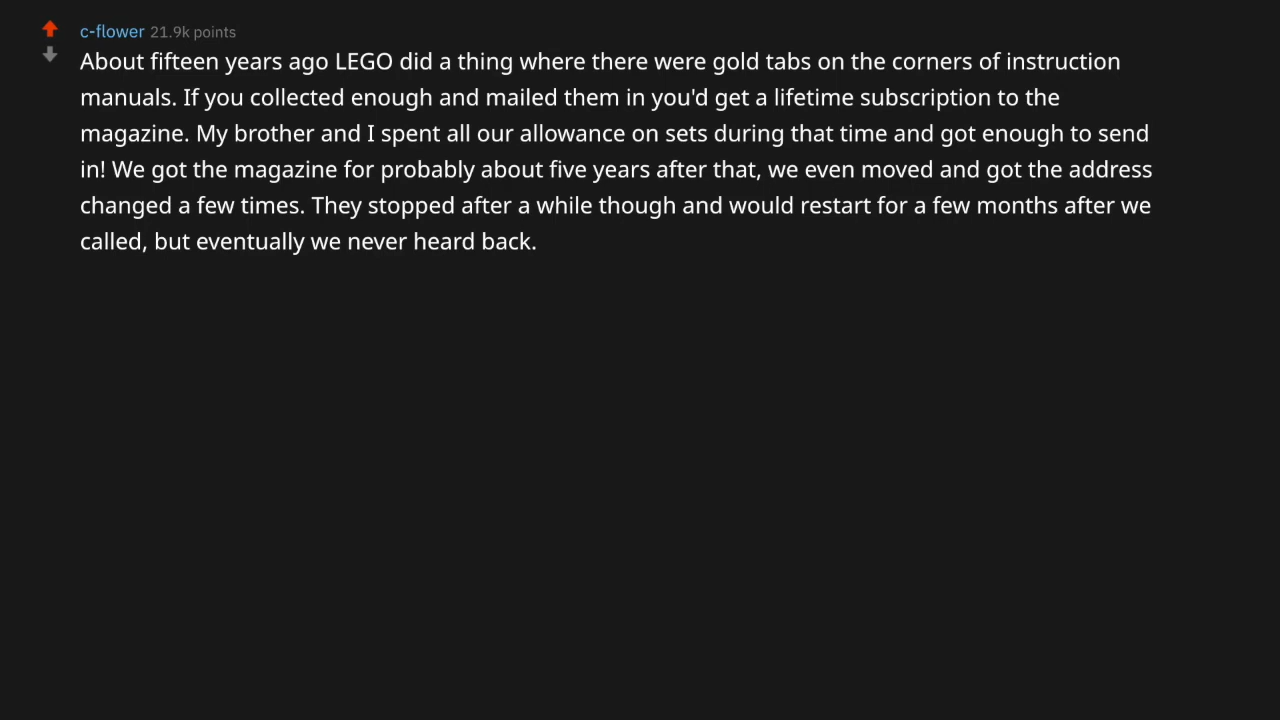 c-flower 21.9k points
About fifteen years ago LEGO did a thing where there were gold tabs on the corners of instruction
manuals. If you collected enough and mailed them in you'd get a lifetime subscription to the
magazine. My brother and I spent all our allowance on sets during that time and got enough to send
in! We got the magazine for probably about five years after that, we even moved and got the address
changed a few times. They stopped after a while though and would restart for a few months after we
called, but eventually we never heard back.